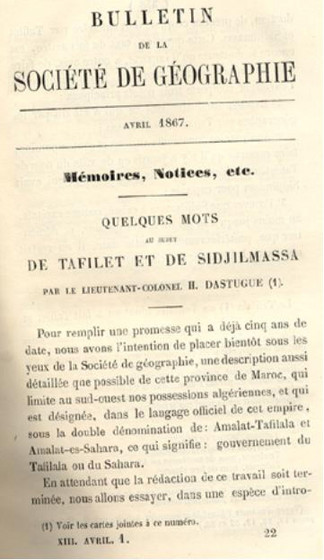 BULLETIN
DE LA
SOCIÉTÉ DE GÉOGRAPHIE
AVRIL 1867.
Mémoires, Notices, etc.
QUELQUES MOTS
AU SUJET
DE TAFILET ET DE SIDJILMASSA
PAR LE LIEUTENANT-COLONEL H. DASTUGUE (1).
Pour remplir une promesse qui a déjà cinq ans de
date, nous avons l'intention de placer bientôt sous les
yeux de la Société de géographie, une description aussi
détaillée que possible de cette province de Maroc, qui
limite au sud-ouest nos possessions algériennes, et qui
est désignée, dans le langage officiel de cet empire,
sous la double dénomination de: Amalat-Tafilala et
Amalat-es-Sahara, ce qui signifie: gouvernement du
Tafilala ou du Sahara.
En attendant que la rédaction de ce travail soit ter-
minée, nous allons essayer, dans une espèce d'intro-
(1) Voir les cartes jointes à ce numéro.
XIII. AVRIL. 1. 22